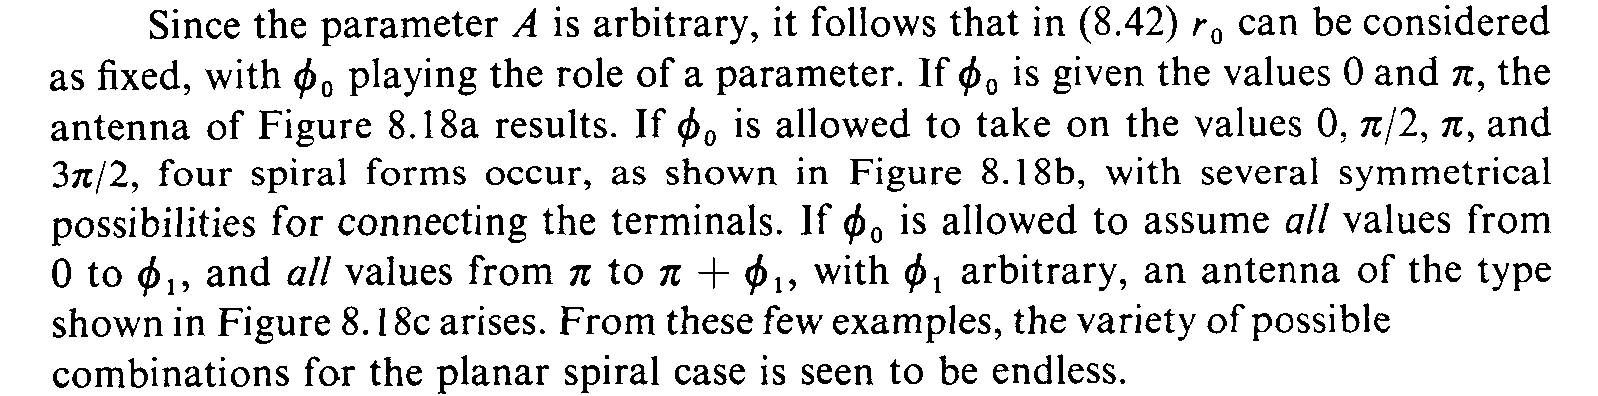 Since the parameter A is arbitrary, it follows that in (8.42) r₀ can be considered
as fixed, with ϕ₀ playing the role of a parameter. If ϕ₀ is given the values 0 and π, the
antenna of Figure 8.18a results. If ϕ₀ is allowed to take on the values 0, π/2, π, and
3π/2, four spiral forms occur, as shown in Figure 8.18b, with several symmetrical
possibilities for connecting the terminals. If ϕ₀ is allowed to assume all values from
0 to ϕ₁, and all values from π to π + ϕ₁, with ϕ₁ arbitrary, an antenna of the type
shown in Figure 8.18c arises. From these few examples, the variety of possible
combinations for the planar spiral case is seen to be endless.